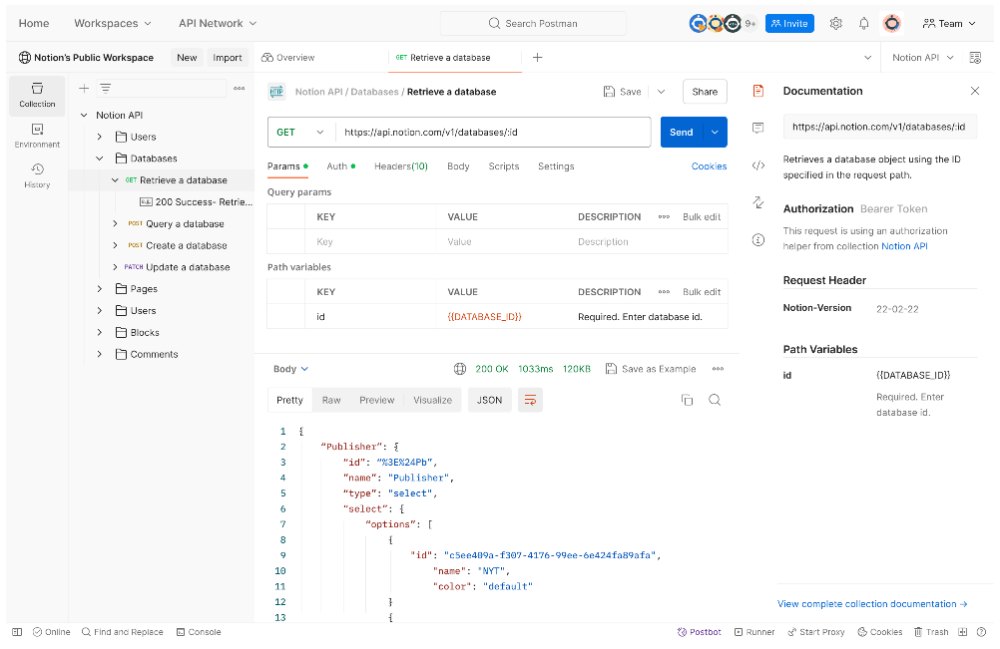 Home Workspaces API Network Search Postman 9+ Invite Team
Notion's Public Workspace New Import Overview GET Retrieve a database Notion API
Collection
Environment
History
Notion API
Users
Databases
GET Retrieve a database
200 Success- Retrie...
POST Query a database
POST Create a database
PATCH Update a database
Pages
Users
Blocks
Comments
HTTP Notion API / Databases / Retrieve a database Save Share
GET https://api.notion.com/v1/databases/:id Send
Params Auth Headers(10) Body Scripts Settings Cookies
Query params
KEY VALUE DESCRIPTION Bulk edit
Key Value Description
Path variables
KEY VALUE DESCRIPTION Bulk edit
id {{DATABASE_ID}} Required. Enter database id.
Body 200 OK 1033ms 120KB Save as Example
Pretty Raw Preview Visualize JSON
1 {
2 “Publisher”: {
3 “id”: “%3E%24Pb”,
4 “name”: "Publisher”,
5 “type”: "select”,
6 “select”: {
7 “options”: [
8 {
9 "id": "c5ee409a-f307-4176-99ee-6e424fa89afa",
10 "name": "NYT",
11 "color": "default"
12 }
13 {
Documentation
https://api.notion.com/v1/databases/:id
Retrieves a database object using the ID
specified in the request path.
Authorization Bearer Token
This request is using an authorization
helper from collection Notion API
Request Header
Notion-Version 22-02-22
Path Variables
id {{DATABASE_ID}}
Required. Enter
database id.
View complete collection documentation →
Online Find and Replace Console Postbot Runner Start Proxy Cookies Trash